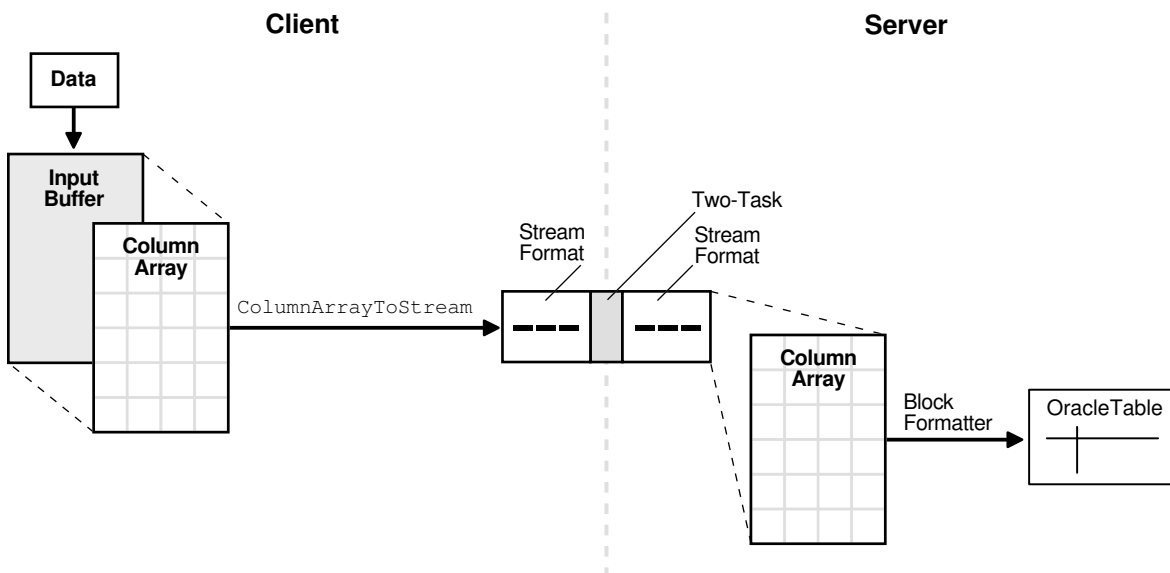 Client
Server
Data
Input
Buffer
Column
Array
ColumnArrayToStream
Stream
Format
Two-Task
Stream
Format
Column
Array
Block
Formatter
OracleTable